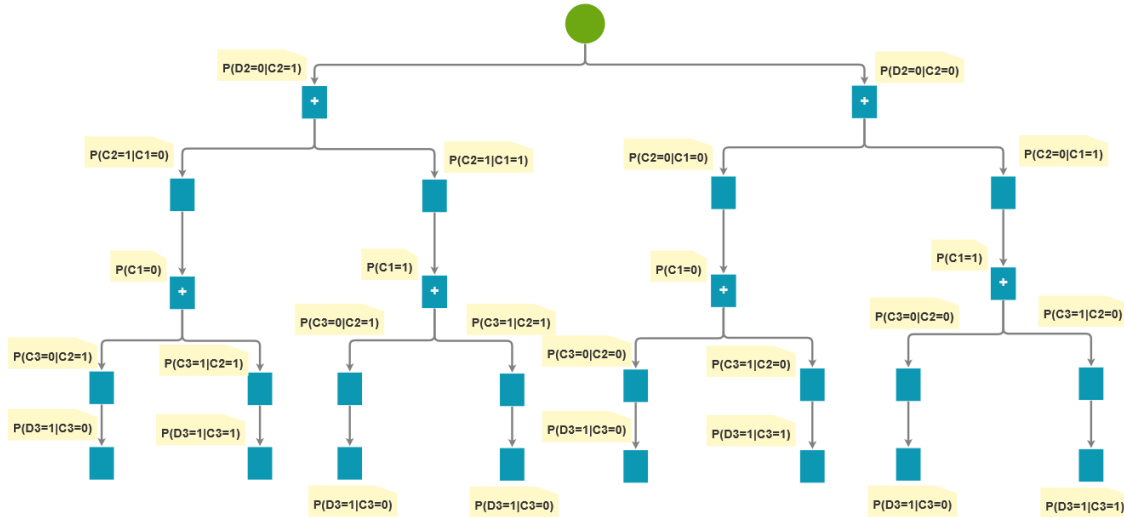 P(D2=0|C2=1)
P(D2=0|C2=0)
+
+
P(C2=1|C1=0)
P(C2=1|C1=1)
P(C2=0|C1=0)
P(C2=0|C1=1)
P(C1=0)
P(C1=1)
P(C1=0)
P(C1=1)
+
+
+
+
P(C3=0|C2=1)
P(C3=1|C2=1)
P(C3=0|C2=1)
P(C3=1|C2=1)
P(C3=0|C2=0)
P(C3=1|C2=0)
P(C3=0|C2=0)
P(C3=1|C2=0)
P(D3=1|C3=0)
P(D3=1|C3=1)
P(D3=1|C3=0)
P(D3=1|C3=0)
P(D3=1|C3=0)
P(D3=1|C3=1)
P(D3=1|C3=0)
P(D3=1|C3=1)